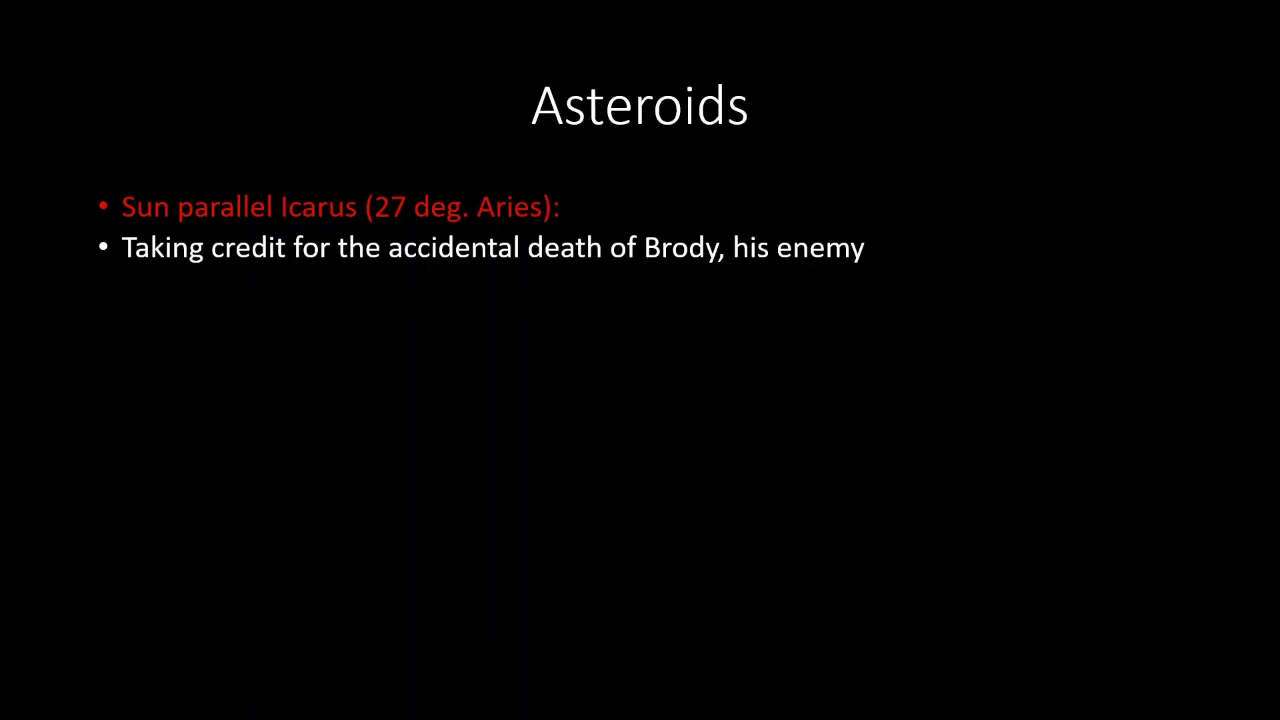 Asteroids
• Sun parallel Icarus (27 deg. Aries):
• Taking credit for the accidental death of Brody, his enemy